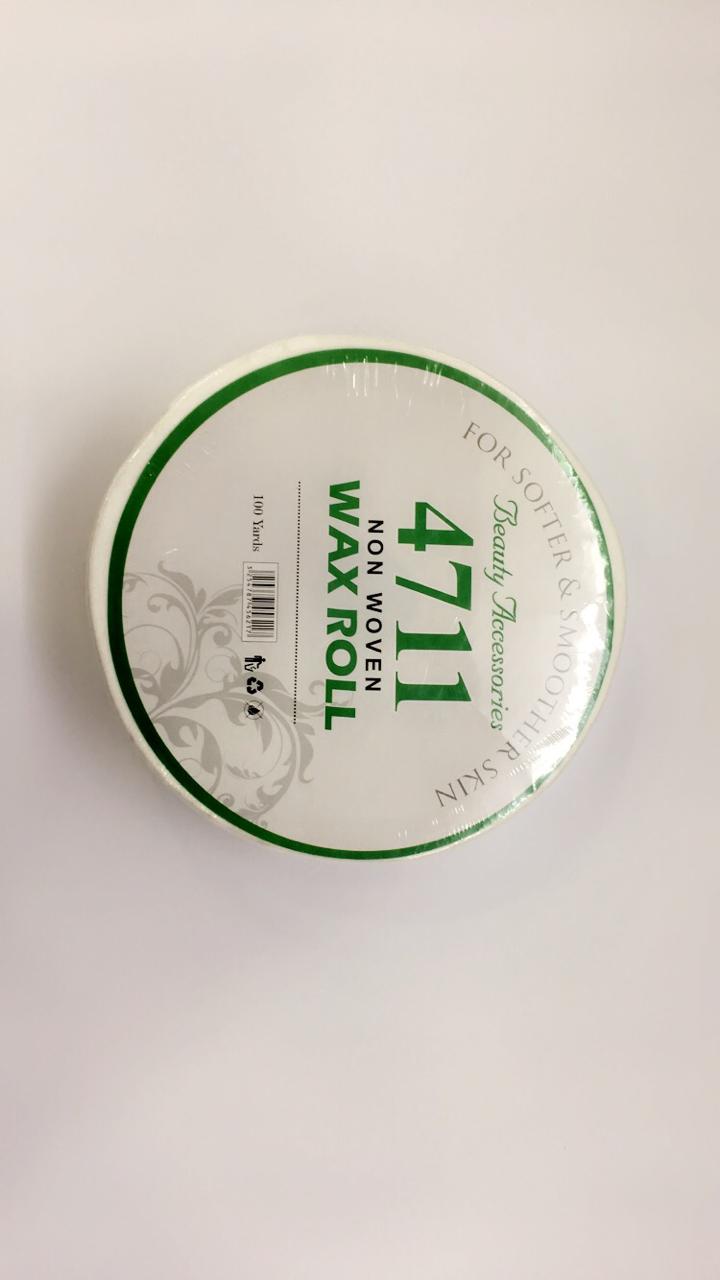 FOR SOFTER & SMOOTHER SKIN
Beauty Accessories
4711
NON WOVEN
WAX ROLL
100 Yards